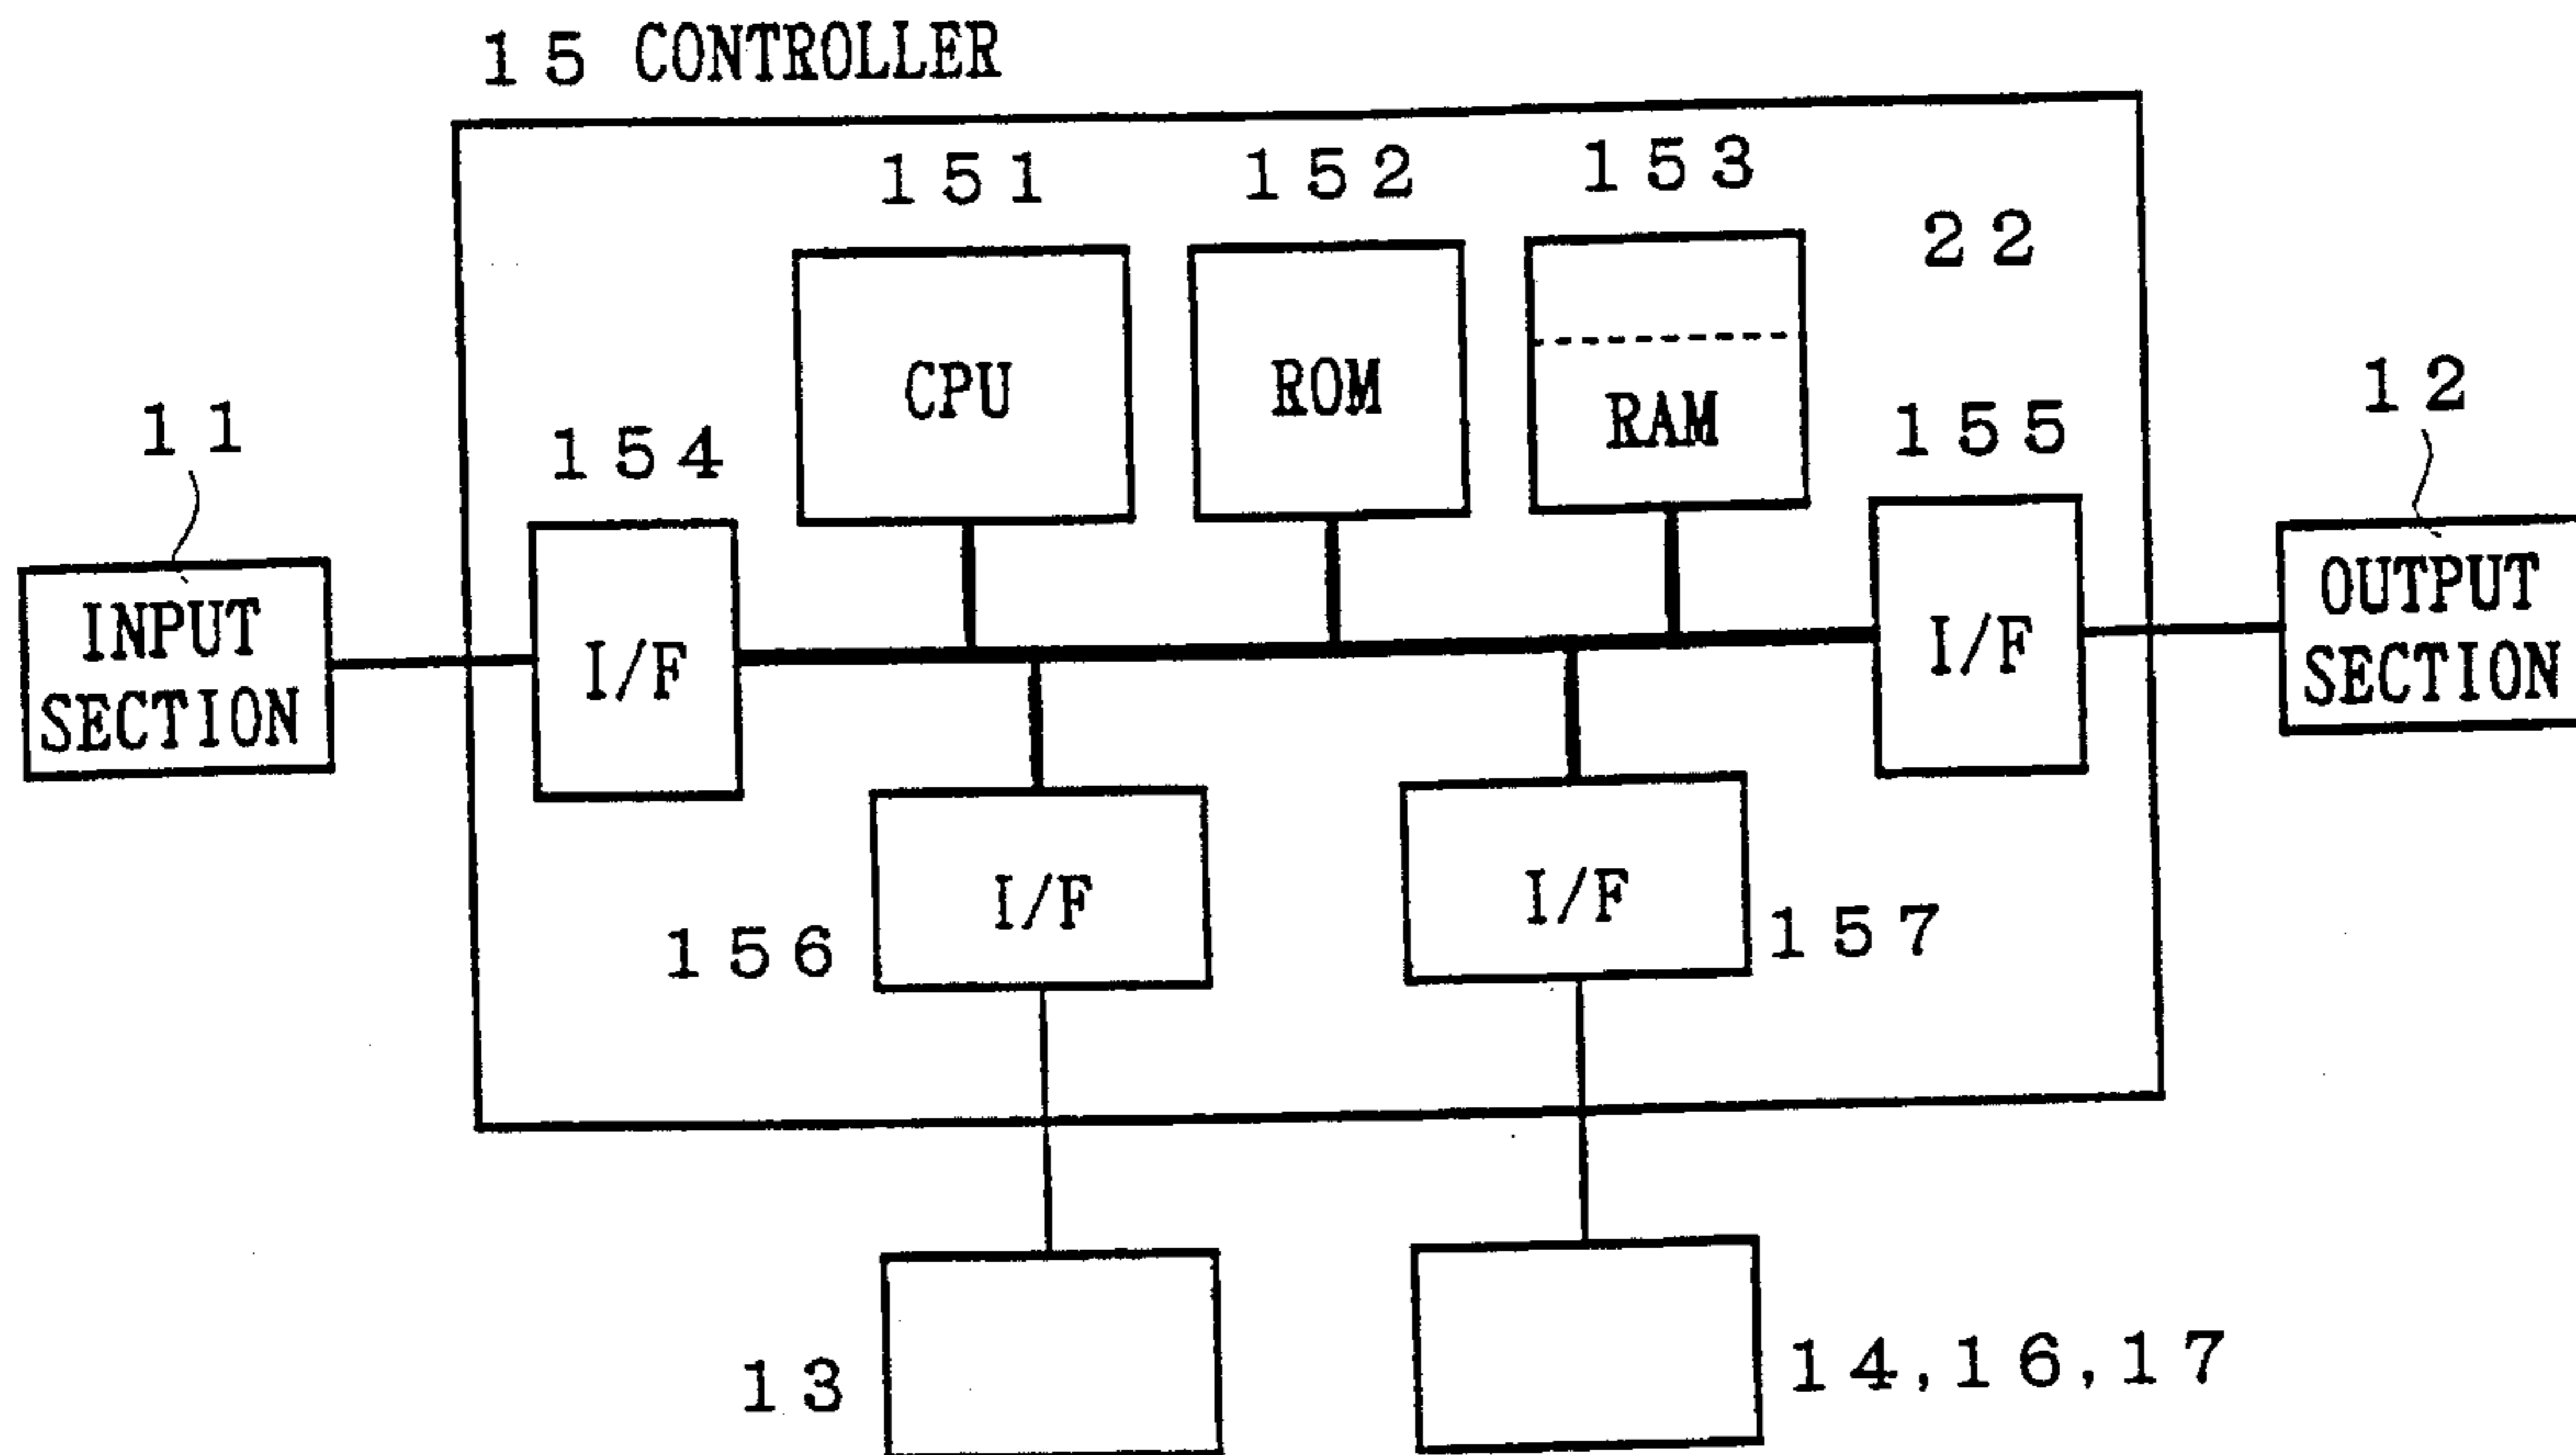 15 CONTROLLER
151
152
153
22
CPU
ROM
RAM
11
154
155
12
INPUT
SECTION
I/F
I/F
OUTPUT
SECTION
I/F
I/F
156
157
13
14,16,17